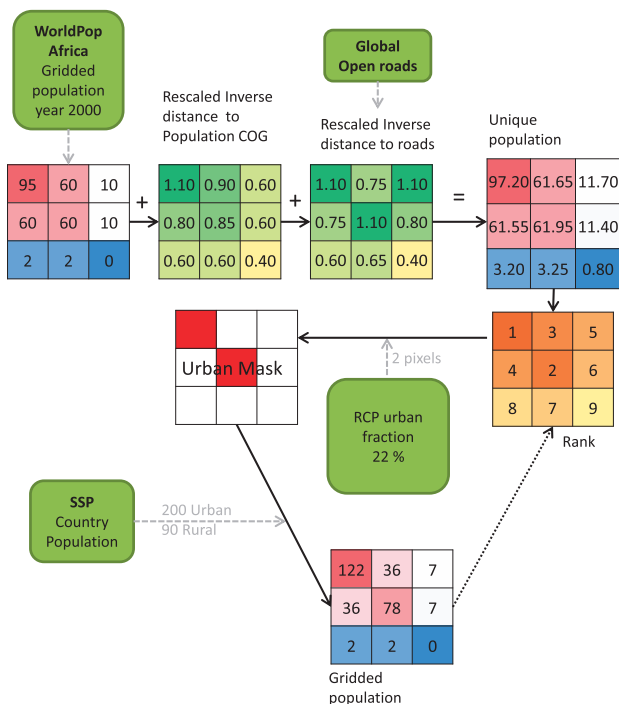 WorldPop
Africa
Gridded
population
year 2000
Global
Open roads
Rescaled Inverse
distance to
Population COG
Rescaled Inverse
distance to roads
Unique
population
95 60 10
60 60 10
2 2 0
+
1.10 0.90 0.60
0.80 0.85 0.60
0.60 0.60 0.40
+
1.10 0.75 1.10
0.75 1.10 0.80
0.60 0.65 0.40
=
97.20 61.65 11.70
61.55 61.95 11.40
3.20 3.25 0.80
Urban Mask
2 pixels
1 3 5
4 2 6
8 7 9
Rank
RCP urban
fraction
22 %
SSP
Country
Population
200 Urban
90 Rural
122 36 7
36 78 7
2 2 0
Gridded
population